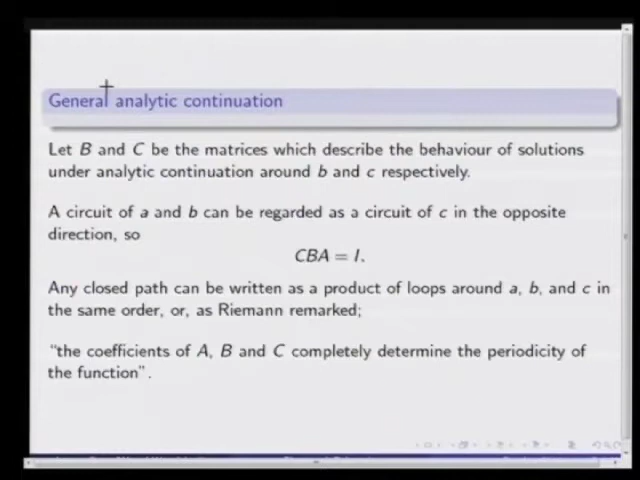 General analytic continuation
Let B and C be the matrices which describe the behaviour of solutions
under analytic continuation around b and c respectively.
A circuit of a and b can be regarded as a circuit of c in the opposite
direction, so
CBA = I.
Any closed path can be written as a product of loops around a, b, and c in
the same order, or, as Riemann remarked;
“the coefficients of A, B and C completely determine the periodicity of
the function”.